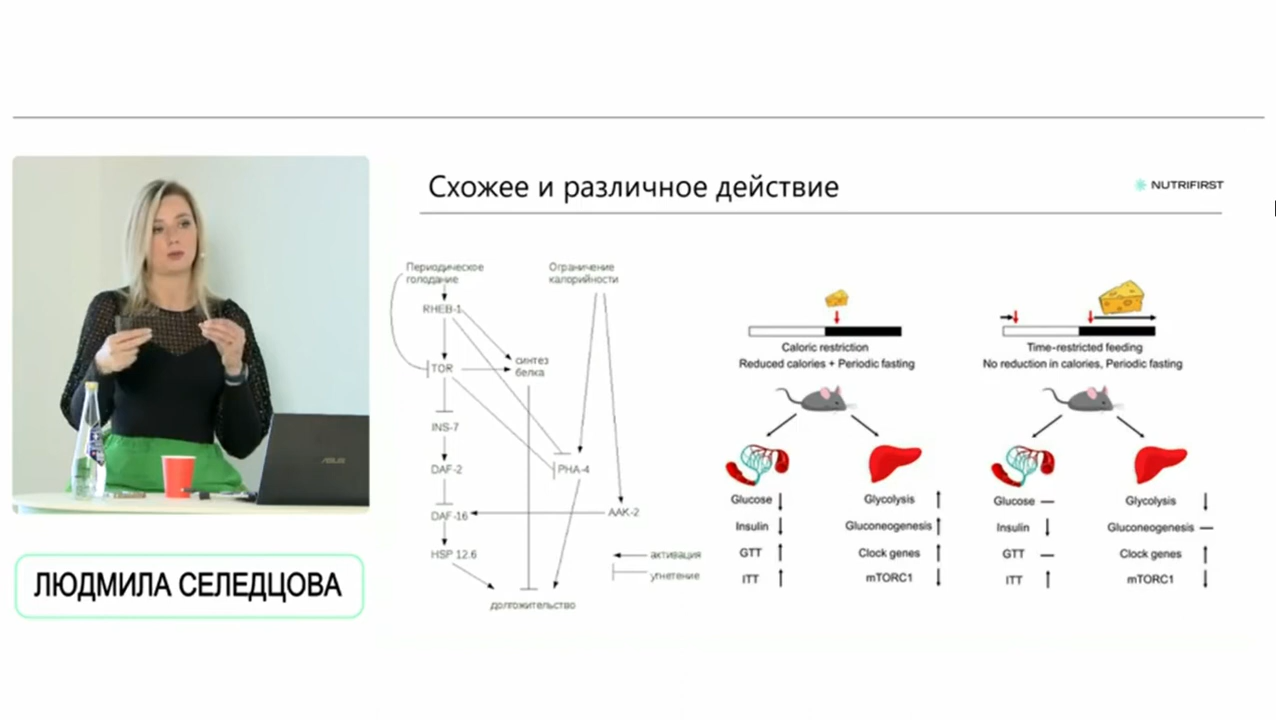 Схожее и различное действие
NUTRIFIRST
Периодическое
голодание
Ограничение
калорийности
RHEB-1
TOR
синтез
белка
INS-7
DAF-2
PHA-4
DAF-16
AAK-2
HSP 12.6
активация
угнетение
долгожительство
Caloric restriction
Reduced calories + Periodic fasting
Glucose
Insulin
GTT
ITT
Glycolysis
Gluconeogenesis
Clock genes
mTORC1
Time-restricted feeding
No reduction in calories, Periodic fasting
Glucose
Insulin
GTT
ITT
Glycolysis
Gluconeogenesis
Clock genes
mTORC1
ASUS
ЛЮДМИЛА СЕЛЕДЦОВА